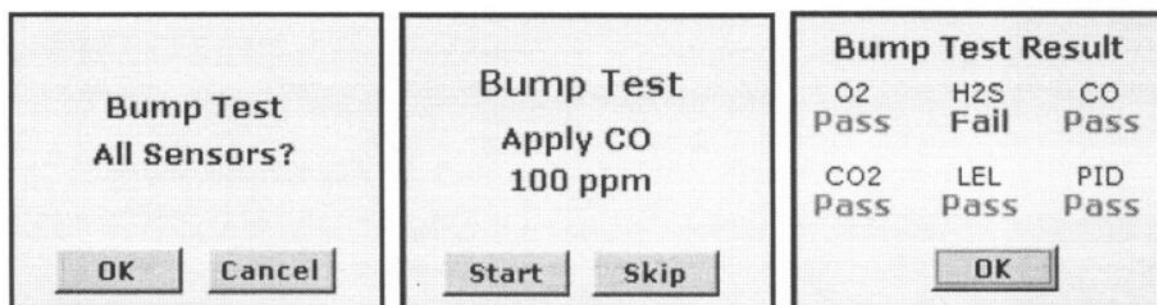 Bump Test
All Sensors?
OK Cancel
Bump Test
Apply CO
100 ppm
Start Skip
Bump Test Result
O2 H2S CO
Pass Fail Pass
CO2 LEL PID
Pass Pass Pass
OK